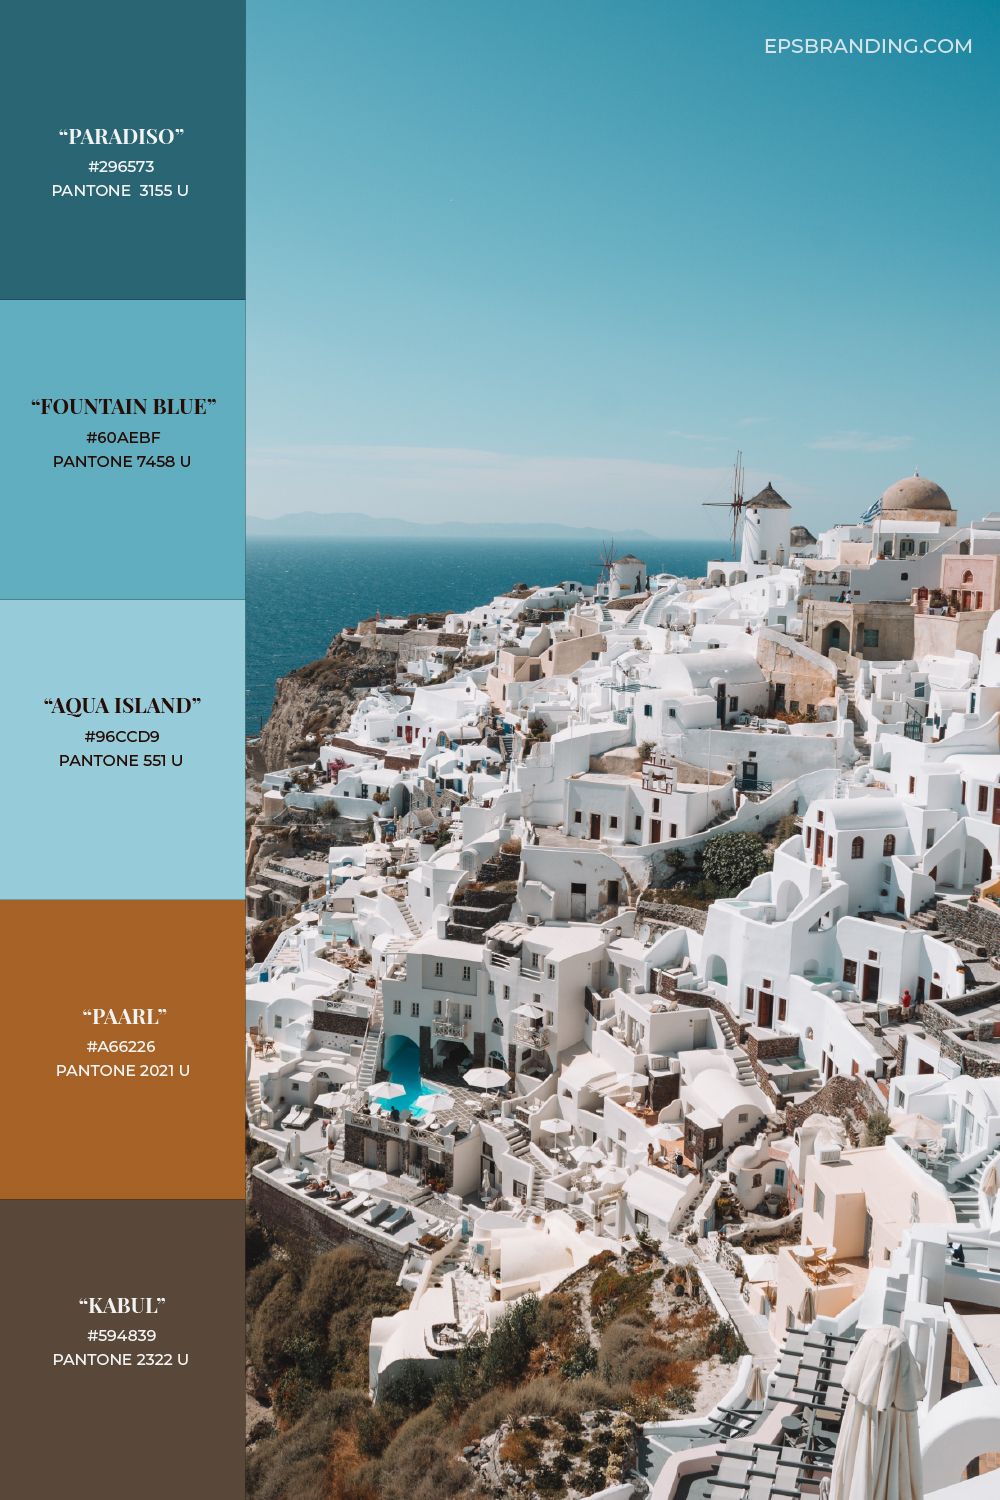 EPSBRANDING.COM
“PARADISO”
#296573
PANTONE  3155 U
“FOUNTAIN BLUE”
#60AEBF
PANTONE 7458 U
“AQUA ISLAND”
#96CCD9
PANTONE 551 U
“PAARL”
#A66226
PANTONE 2021 U
“KABUL”
#594839
PANTONE 2322 U